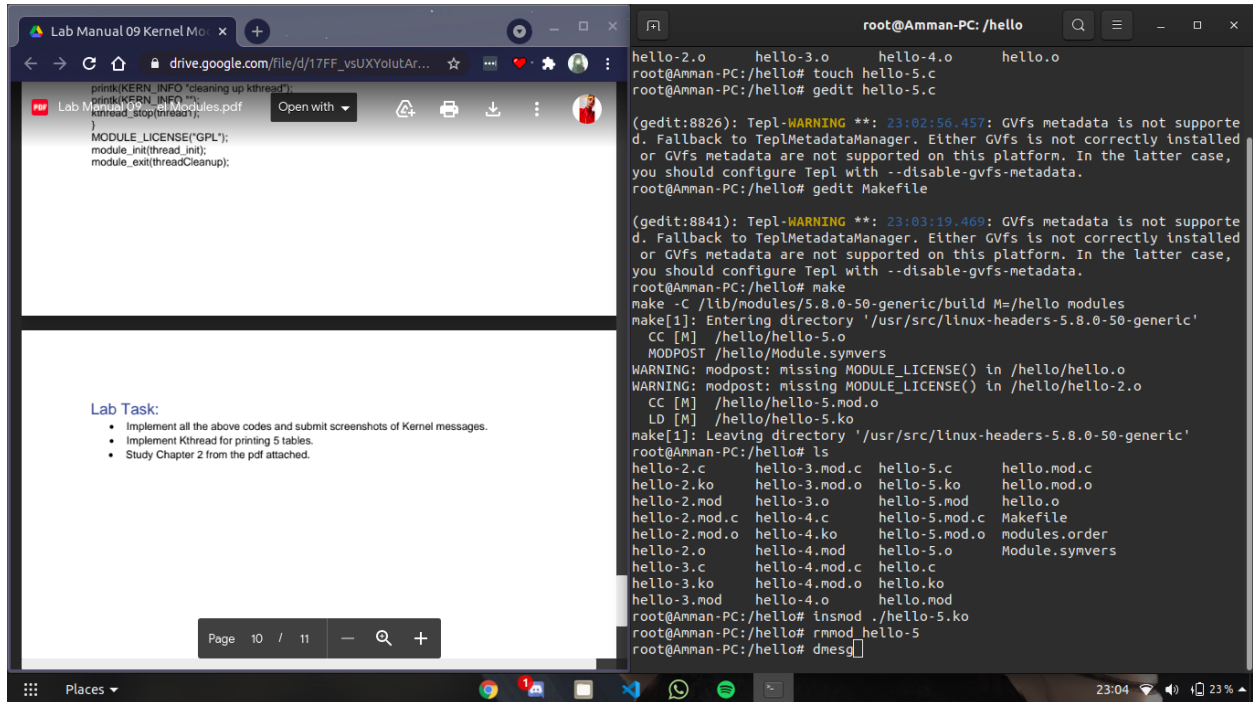 Lab Manual 09 Kernel Mo
drive.google.com/file/d/17FF_vsUXYolutAr...
printk(KERN_INFO "cleaning up kthread");
printk(KERN_INFO "");
kthread_stop(thread1);
}
MODULE_LICENSE("GPL");
module_init(thread_init);
module_exit(threadCleanup);
PDF
Lab Manual 09 ... el Modules.pdf
Open with
Lab Task:
• Implement all the above codes and submit screenshots of Kernel messages.
• Implement Kthread for printing 5 tables.
• Study Chapter 2 from the pdf attached.
Page 10 / 11
root@Amman-PC: /hello
hello-2.o hello-3.o hello-4.o hello.o
root@Amman-PC:/hello# touch hello-5.c
root@Amman-PC:/hello# gedit hello-5.c
(gedit:8826): Tepl-WARNING **: 23:02:56.457: GVfs metadata is not supporte
d. Fallback to TeplMetadataManager. Either GVfs is not correctly installed
or GVfs metadata are not supported on this platform. In the latter case,
you should configure Tepl with --disable-gvfs-metadata.
root@Amman-PC:/hello# gedit Makefile
(gedit:8841): Tepl-WARNING **: 23:03:19.469: GVfs metadata is not supporte
d. Fallback to TeplMetadataManager. Either GVfs is not correctly installed
or GVfs metadata are not supported on this platform. In the latter case,
you should configure Tepl with --disable-gvfs-metadata.
root@Amman-PC:/hello# make
make -C /lib/modules/5.8.0-50-generic/build M=/hello modules
make[1]: Entering directory '/usr/src/linux-headers-5.8.0-50-generic'
CC [M] /hello/hello-5.o
MODPOST /hello/Module.symvers
WARNING: modpost: missing MODULE_LICENSE() in /hello/hello.o
WARNING: modpost: missing MODULE_LICENSE() in /hello/hello-2.o
CC [M] /hello/hello-5.mod.o
LD [M] /hello/hello-5.ko
make[1]: Leaving directory '/usr/src/linux-headers-5.8.0-50-generic'
root@Amman-PC:/hello# ls
hello-2.c hello-3.mod.c hello-5.c hello.mod.c
hello-2.ko hello-3.mod.o hello-5.ko hello.mod.o
hello-2.mod hello-3.o hello-5.mod hello.o
hello-2.mod.c hello-4.c hello-5.mod.c Makefile
hello-2.mod.o hello-4.ko hello-5.mod.o modules.order
hello-2.o hello-4.mod hello-5.o Module.symvers
hello-3.c hello-4.mod.c hello.c
hello-3.ko hello-4.mod.o hello.ko
hello-3.mod hello-4.o hello.mod
root@Amman-PC:/hello# insmod ./hello-5.ko
root@Amman-PC:/hello# rmmod hello-5
root@Amman-PC:/hello# dmesg
Places
1
23:04
23 %